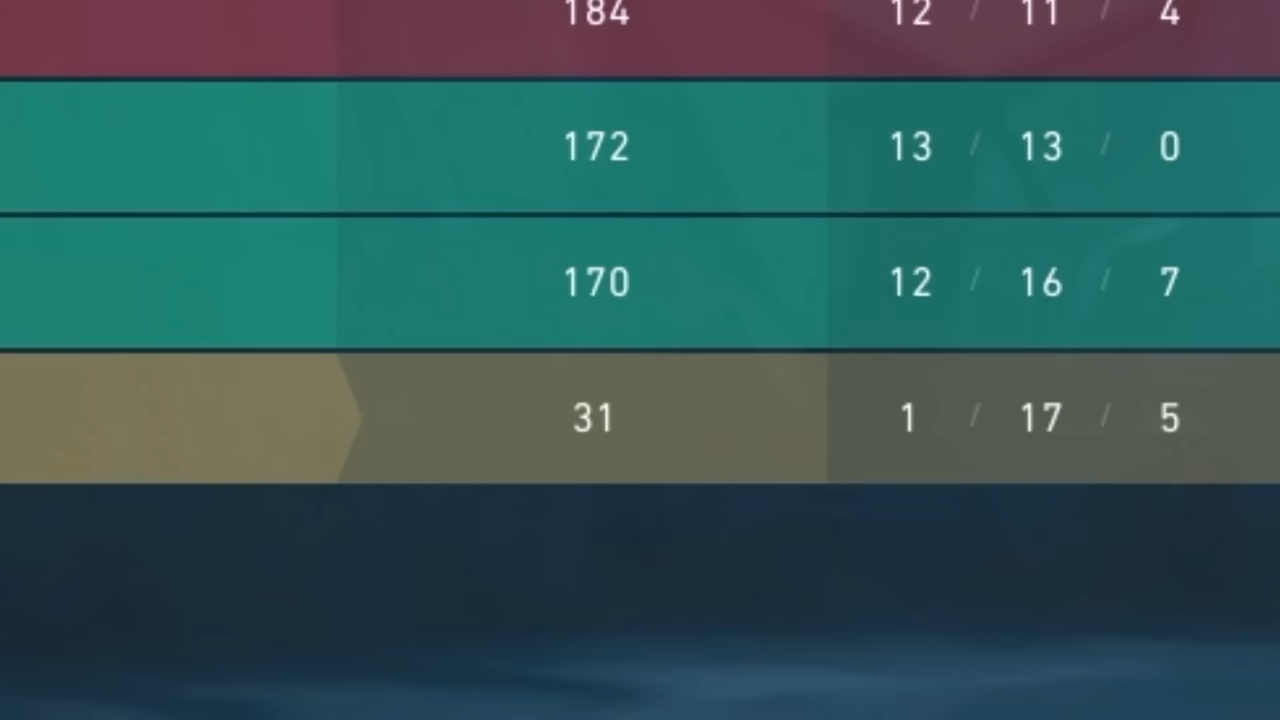 184 12 / 11 / 4
172 13 / 13 / 0
170 12 / 16 / 7
31 1 / 17 / 5